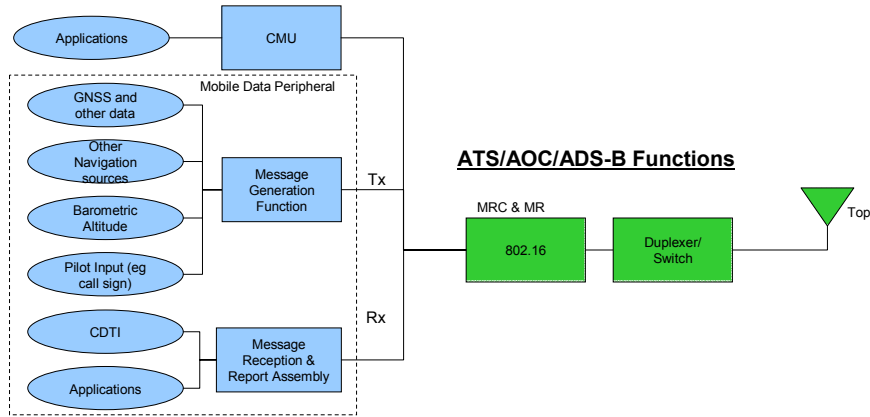 Applications
CMU
Mobile Data Peripheral
GNSS and
other data
Other
Navigation
sources
Barometric
Altitude
Pilot Input (eg
call sign)
Message
Generation
Function
Tx
CDTI
Applications
Message
Reception &
Report Assembly
Rx
ATS/AOC/ADS-B Functions
MRC & MR
802.16
Duplexer/
Switch
Top